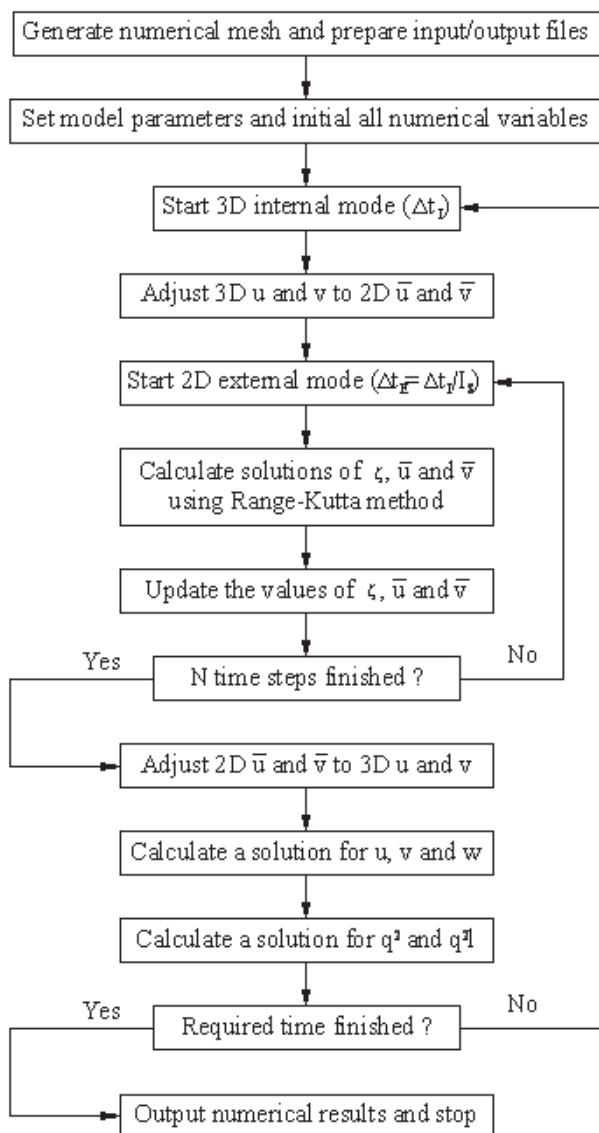 Generate numerical mesh and prepare input/output files
Set model parameters and initial all numerical variables
Start 3D internal mode (Δt_I)
Adjust 3D u and v to 2D ū and v̄
Start 2D external mode (Δt_E=Δt_I/I_s)
Calculate solutions of ζ, ū and v̄
using Range-Kutta method
Update the values of ζ, ū and v̄
Yes
N time steps finished ?
No
Adjust 2D ū and v̄ to 3D u and v
Calculate a solution for u, v and w
Calculate a solution for q² and q²l
Yes
Required time finished ?
No
Output numerical results and stop